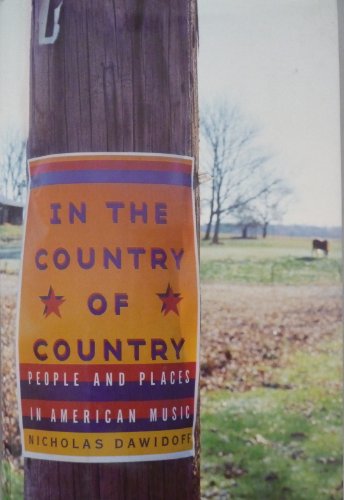 IN THE
COUNTRY
OF
COUNTRY
PEOPLE AND PLACES
IN AMERICAN MUSIC
NICHOLAS DAWIDOFF